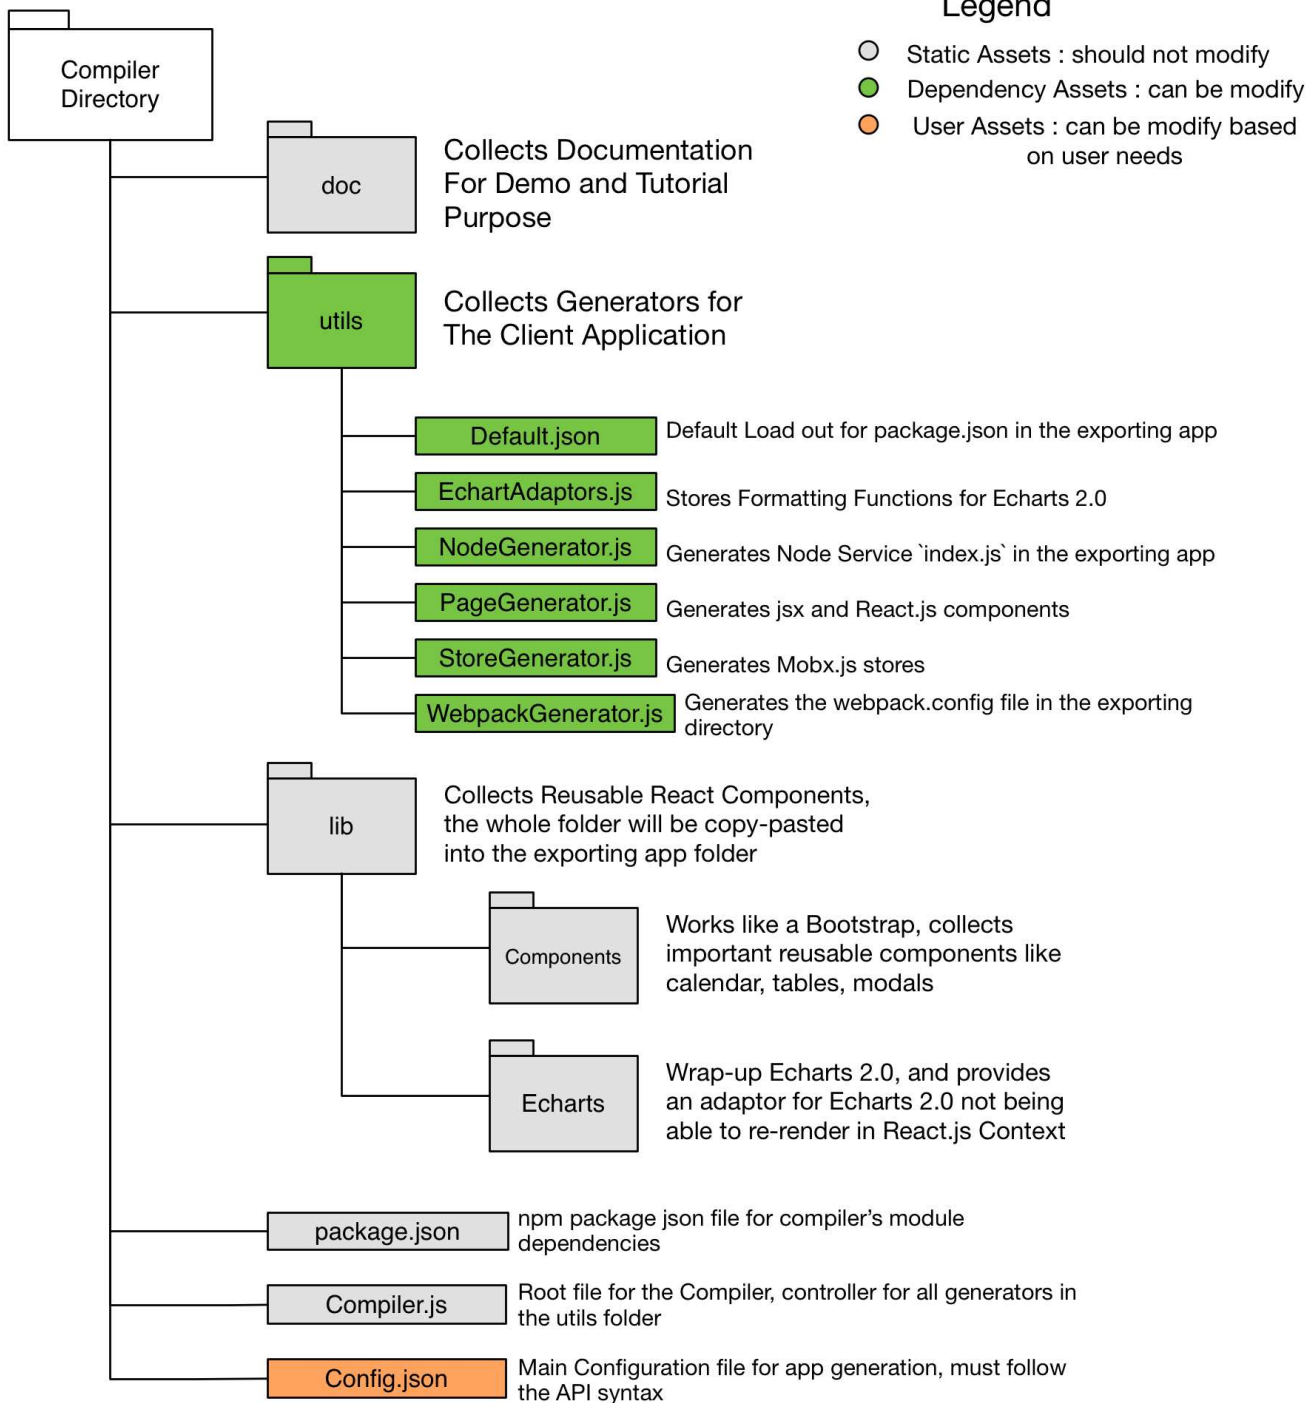 Legend
Static Assets : should not modify
Dependency Assets : can be modify
User Assets : can be modify based
on user needs
Compiler
Directory
doc
Collects Documentation
For Demo and Tutorial
Purpose
utils
Collects Generators for
The Client Application
Default.json
Default Load out for package.json in the exporting app
EchartAdaptors.js
Stores Formatting Functions for Echarts 2.0
NodeGenerator.js
Generates Node Service `index.js` in the exporting app
PageGenerator.js
Generates jsx and React.js components
StoreGenerator.js
Generates Mobx.js stores
WebpackGenerator.js
Generates the webpack.config file in the exporting
directory
lib
Collects Reusable React Components,
the whole folder will be copy-pasted
into the exporting app folder
Components
Works like a Bootstrap, collects
important reusable components like
calendar, tables, modals
Echarts
Wrap-up Echarts 2.0, and provides
an adaptor for Echarts 2.0 not being
able to re-render in React.js Context
package.json
npm package json file for compiler’s module
dependencies
Compiler.js
Root file for the Compiler, controller for all generators in
the utils folder
Config.json
Main Configuration file for app generation, must follow
the API syntax